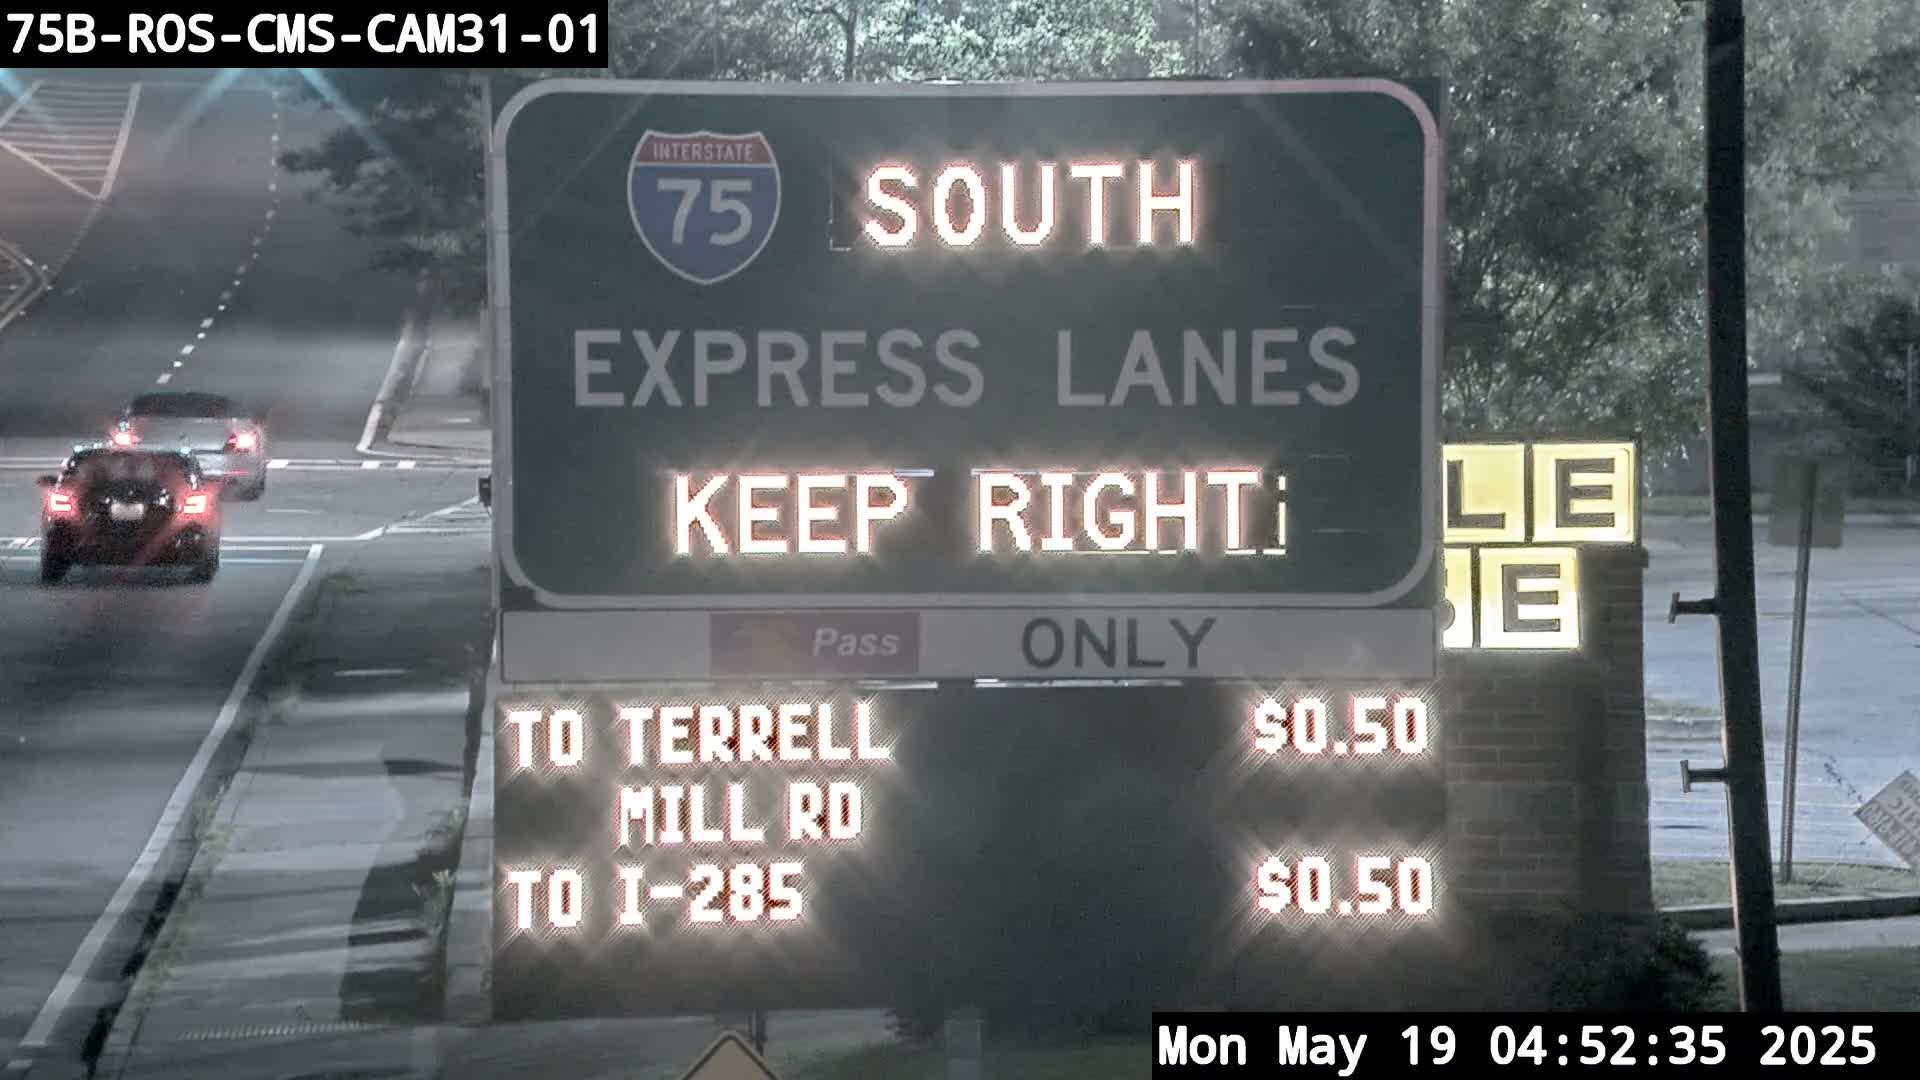 75B-ROS-CMS-CAM31-01
INTERSTATE
75
SOUTH
EXPRESS LANES
KEEP RIGHT
Pass ONLY
TO TERRELL $0.50
MILL RD
TO I-285 $0.50
LE
E
Mon May 19 04:52:35 2025